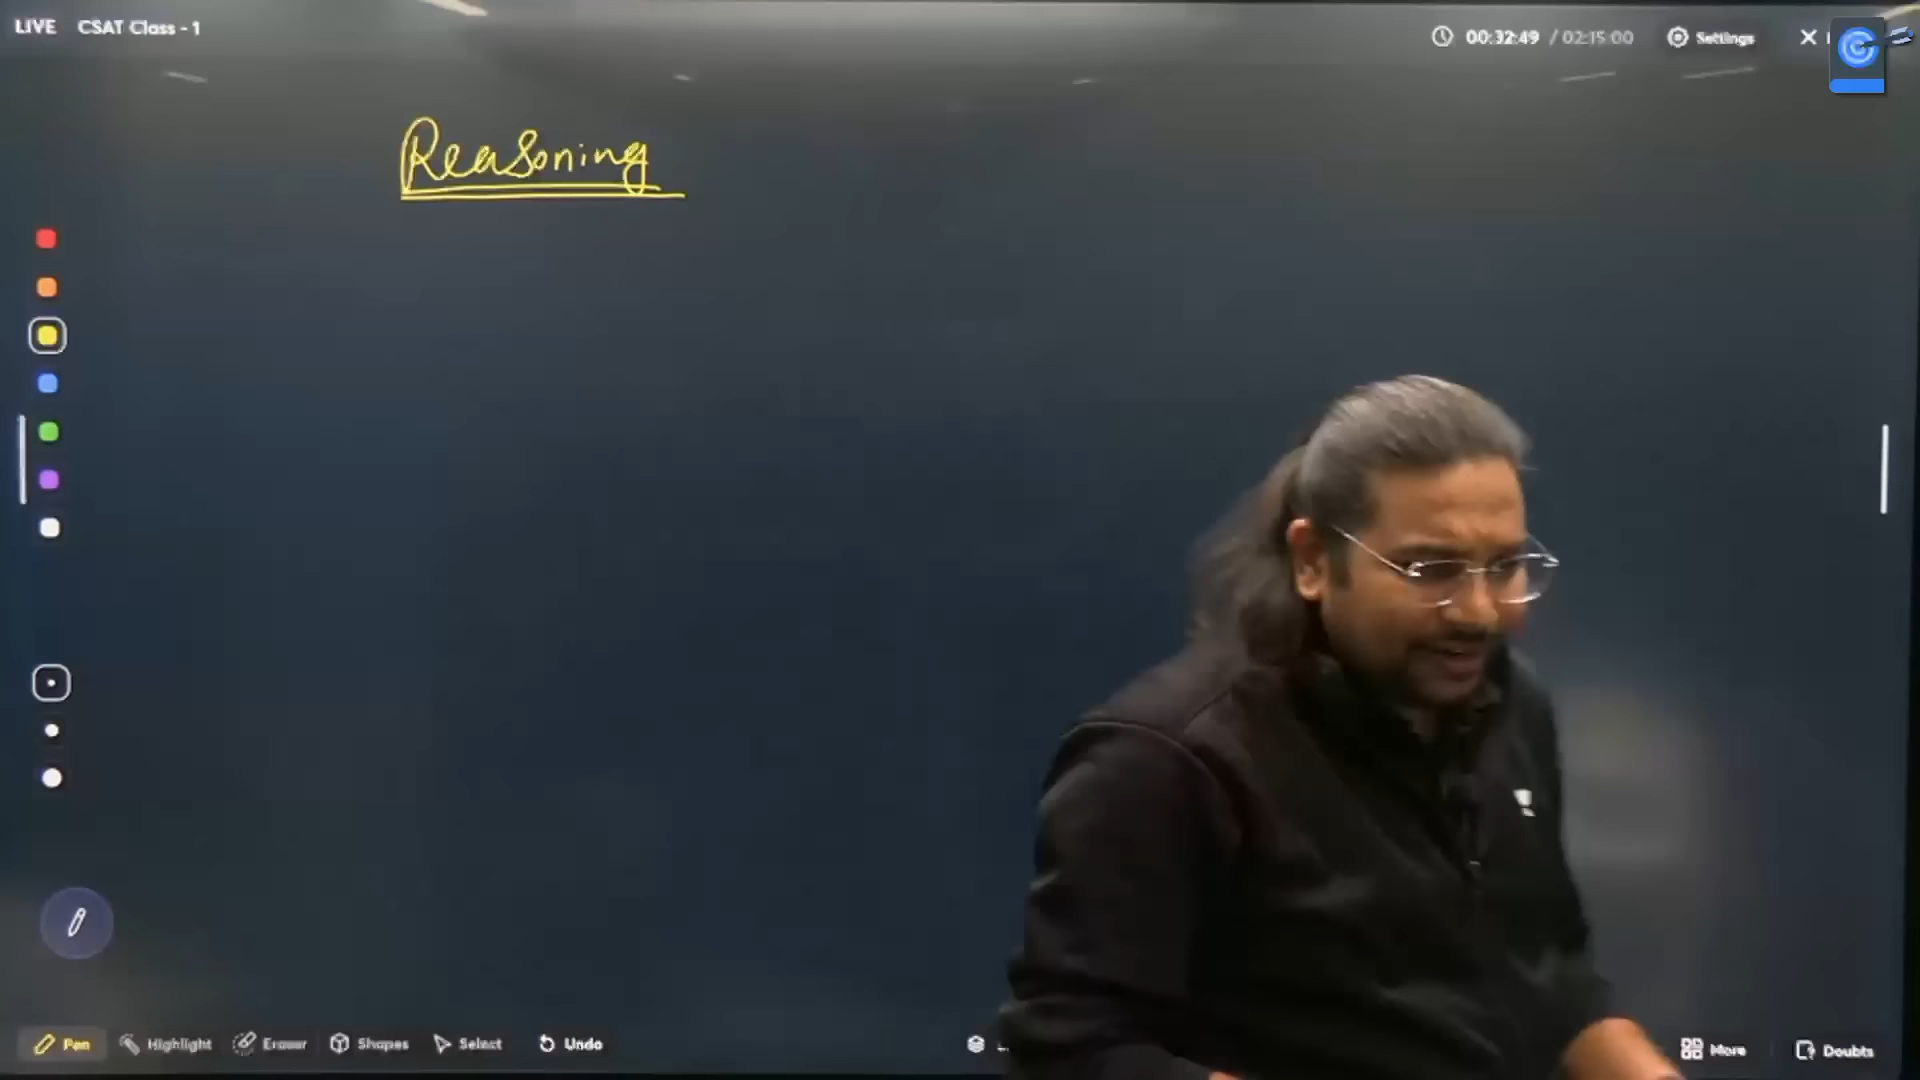 LIVE CSAT Class - 1
00:32:49 / 02:15:00 Settings
Reasoning
Pen Highlight Eraser Shapes Select Undo
More Doubts